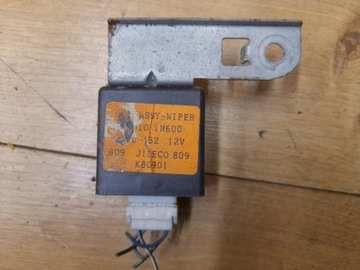 ASSY-WIPER
1N600
-152 12V
809 JIDECO 809
K80901